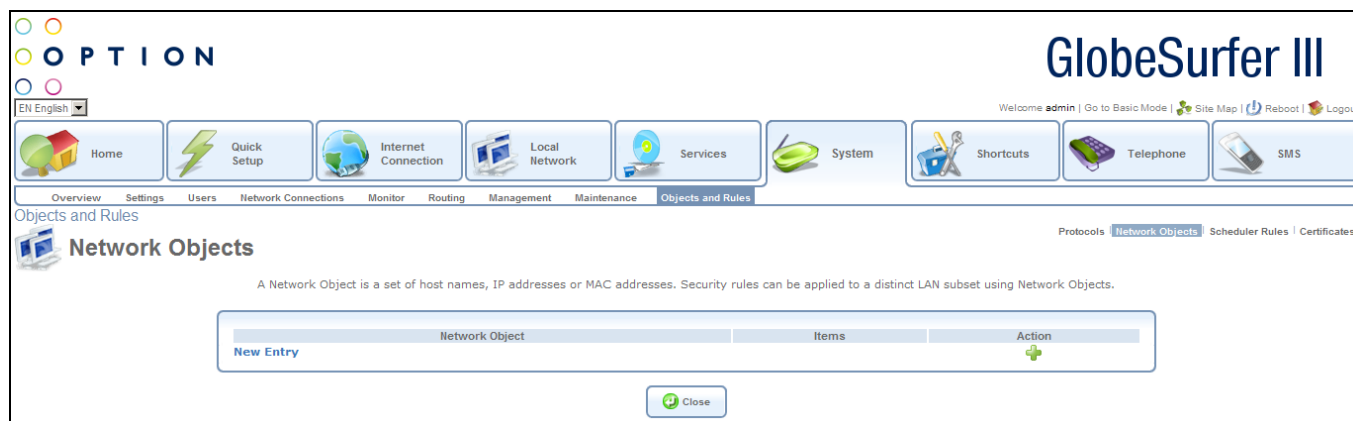 OPTION
GlobeSurfer III
EN English
Welcome admin | Go to Basic Mode | Site Map | Reboot | Logou
Home
Quick Setup
Internet Connection
Local Network
Services
System
Shortcuts
Telephone
SMS
Overview Settings Users Network Connections Monitor Routing Management Maintenance Objects and Rules
Objects and Rules
Protocols | Network Objects | Scheduler Rules | Certificates
Network Objects
A Network Object is a set of host names, IP addresses or MAC addresses. Security rules can be applied to a distinct LAN subset using Network Objects.
Network Object Items Action
New Entry
Close